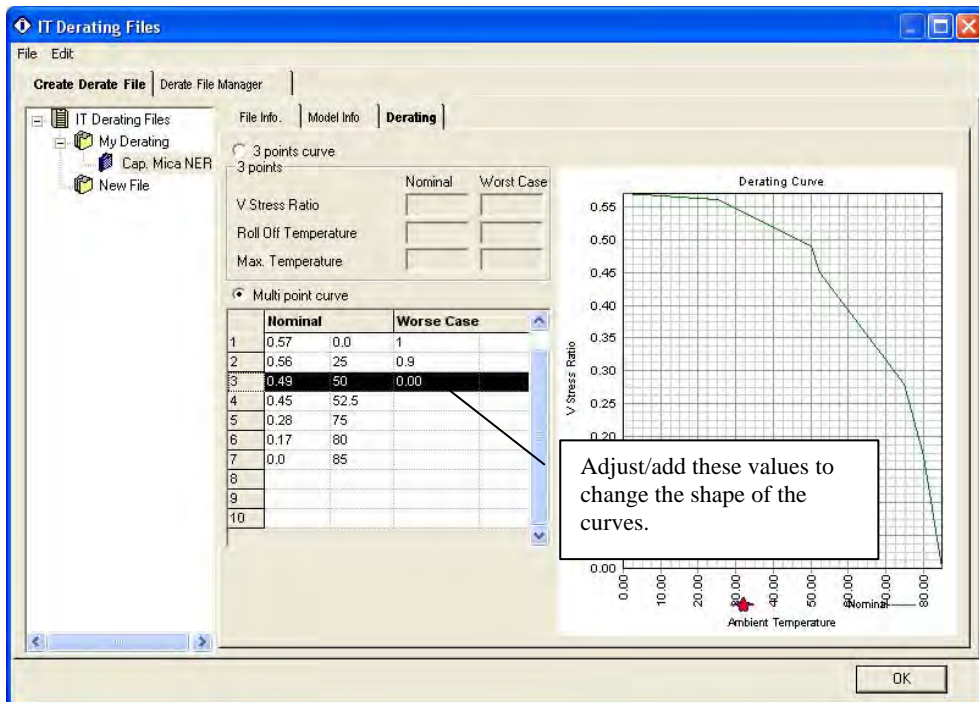 IT Derating Files
File Edit
Create Derate File Derate File Manager
IT Derating Files
My Derating
Cap. Mica NER
New File
File Info. Model Info Derating
3 points curve
3 points
Nominal Worst Case
V Stress Ratio
Roll Off Temperature
Max. Temperature
Multi point curve
Nominal Worse Case
1 0.57 0.0 1
2 0.56 25 0.9
3 0.49 50 0.00
4 0.45 52.5
5 0.28 75
6 0.17 80
7 0.0 85
8
9
10
Derating Curve
V Stress Ratio
0.55
0.50
0.45
0.40
0.35
0.30
0.25
0.20
0.00
0.00 10.00 20.00 40.00 50.00 60.00 80.00
Nominal
Ambient Temperature
Adjust/add these values to
change the shape of the
curves.
OK